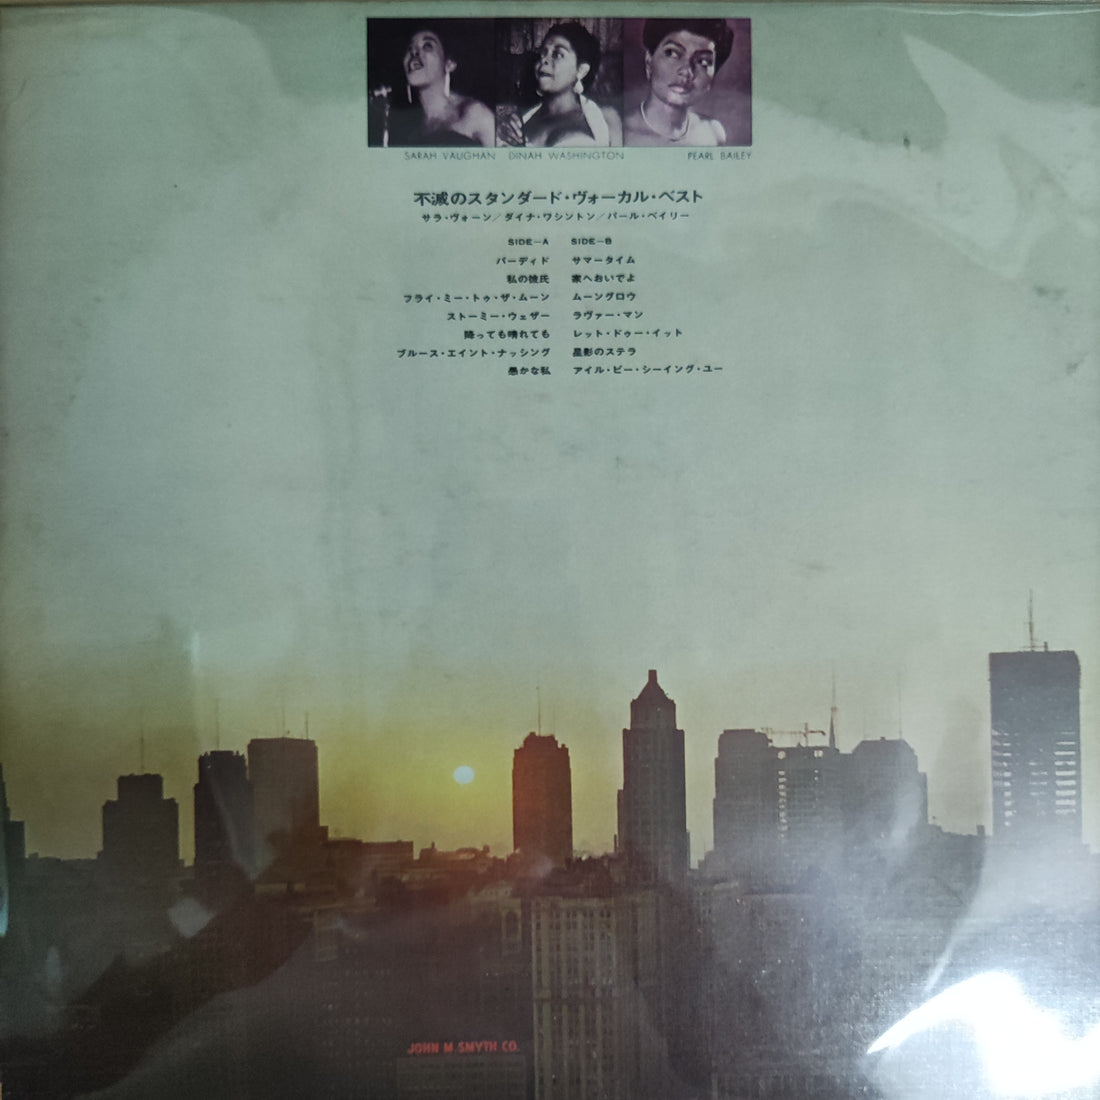 SARAH VAUGHAN DINAH WASHINGTON PEARL BAILEY
不滅のスタンダード・ヴォーカル・ベスト
サラ・ヴォーン/ダイナ・ワシントン/パール・ベイリー
SIDE—A SIDE—B
パーディド サマータイム
私の彼氏 家へおいでよ
フライ・ミー・トゥ・ザ・ムーン ムーングロウ
ストーミー・ウェザー ラヴァー・マン
降っても晴れても レット・ドゥー・イット
ブルース・エイント・ナッシング 星影のステラ
愚かな私 アイル・ビー・シーイング・ユー
JOHN M SMYTH CO.